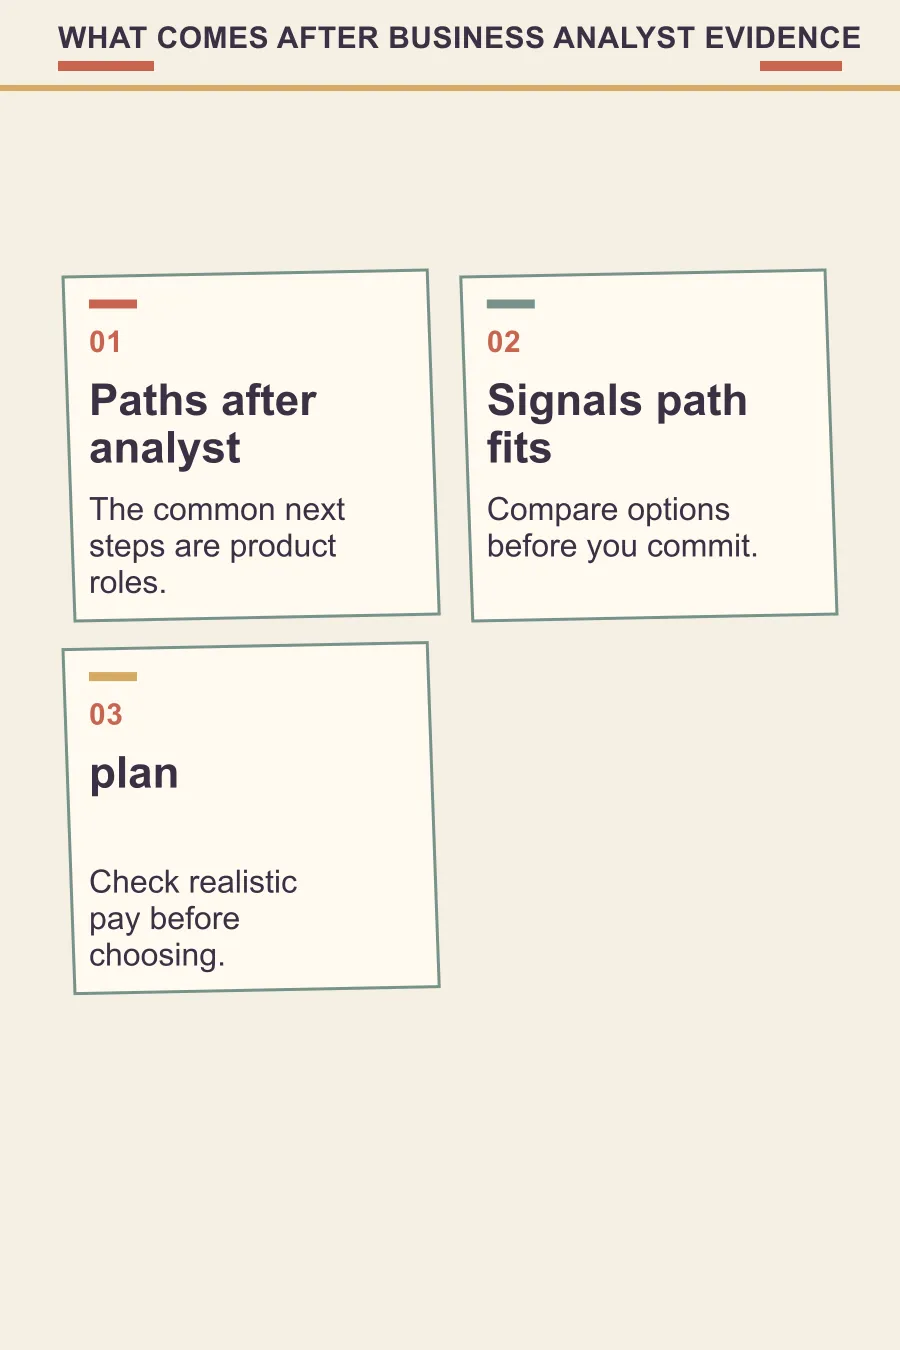 WHAT COMES AFTER BUSINESS ANALYST EVIDENCE
01
Paths after
analyst
The common next
steps are product
roles.
02
Signals path
fits
Compare options
before you commit.
03
plan
Check realistic
pay before
choosing.